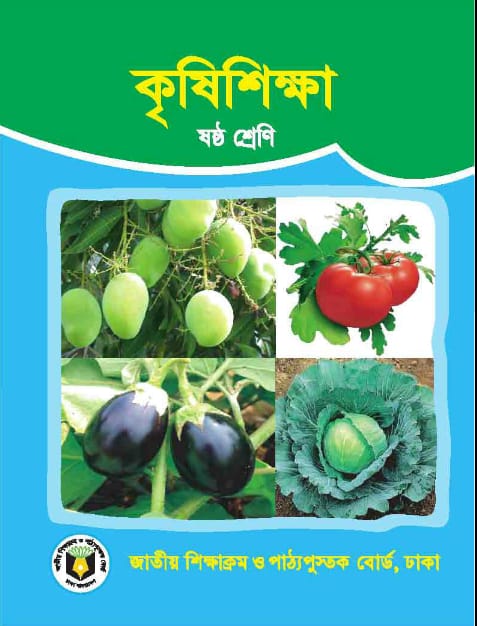 কৃষিশিক্ষা
ষষ্ঠ শ্রেণি
জাতীয় শিক্ষাক্রম ও পাঠ্যপুস্তক বোর্ড, ঢাকা